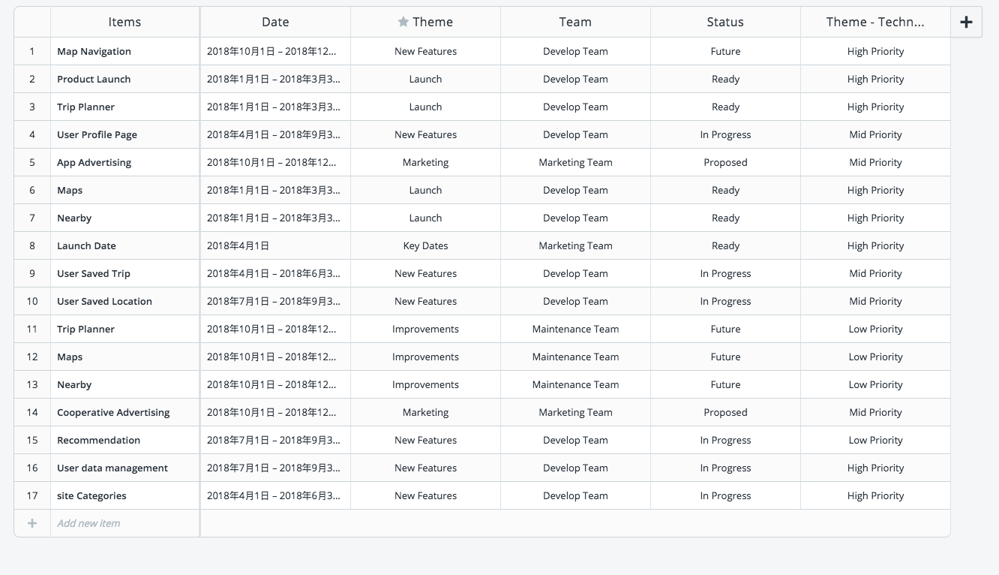 Items Date Theme Team Status Theme - Techn...
1 Map Navigation 2018年10月1日 – 2018年12... New Features Develop Team Future High Priority
2 Product Launch 2018年1月1日 – 2018年3月3... Launch Develop Team Ready High Priority
3 Trip Planner 2018年1月1日 – 2018年3月3... Launch Develop Team Ready High Priority
4 User Profile Page 2018年4月1日 – 2018年9月3... New Features Develop Team In Progress Mid Priority
5 App Advertising 2018年10月1日 – 2018年12... Marketing Marketing Team Proposed Mid Priority
6 Maps 2018年1月1日 – 2018年3月3... Launch Develop Team Ready High Priority
7 Nearby 2018年1月1日 – 2018年3月3... Launch Develop Team Ready High Priority
8 Launch Date 2018年4月1日 Key Dates Marketing Team Ready High Priority
9 User Saved Trip 2018年4月1日 – 2018年6月3... New Features Develop Team In Progress Mid Priority
10 User Saved Location 2018年7月1日 – 2018年9月3... New Features Develop Team In Progress Mid Priority
11 Trip Planner 2018年10月1日 – 2018年12... Improvements Maintenance Team Future Low Priority
12 Maps 2018年10月1日 – 2018年12... Improvements Maintenance Team Future Low Priority
13 Nearby 2018年10月1日 – 2018年12... Improvements Maintenance Team Future Low Priority
14 Cooperative Advertising 2018年10月1日 – 2018年12... Marketing Marketing Team Proposed Mid Priority
15 Recommendation 2018年7月1日 – 2018年9月3... New Features Develop Team In Progress Low Priority
16 User data management 2018年7月1日 – 2018年9月3... New Features Develop Team In Progress High Priority
17 site Categories 2018年4月1日 – 2018年6月3... New Features Develop Team In Progress High Priority
Add new item